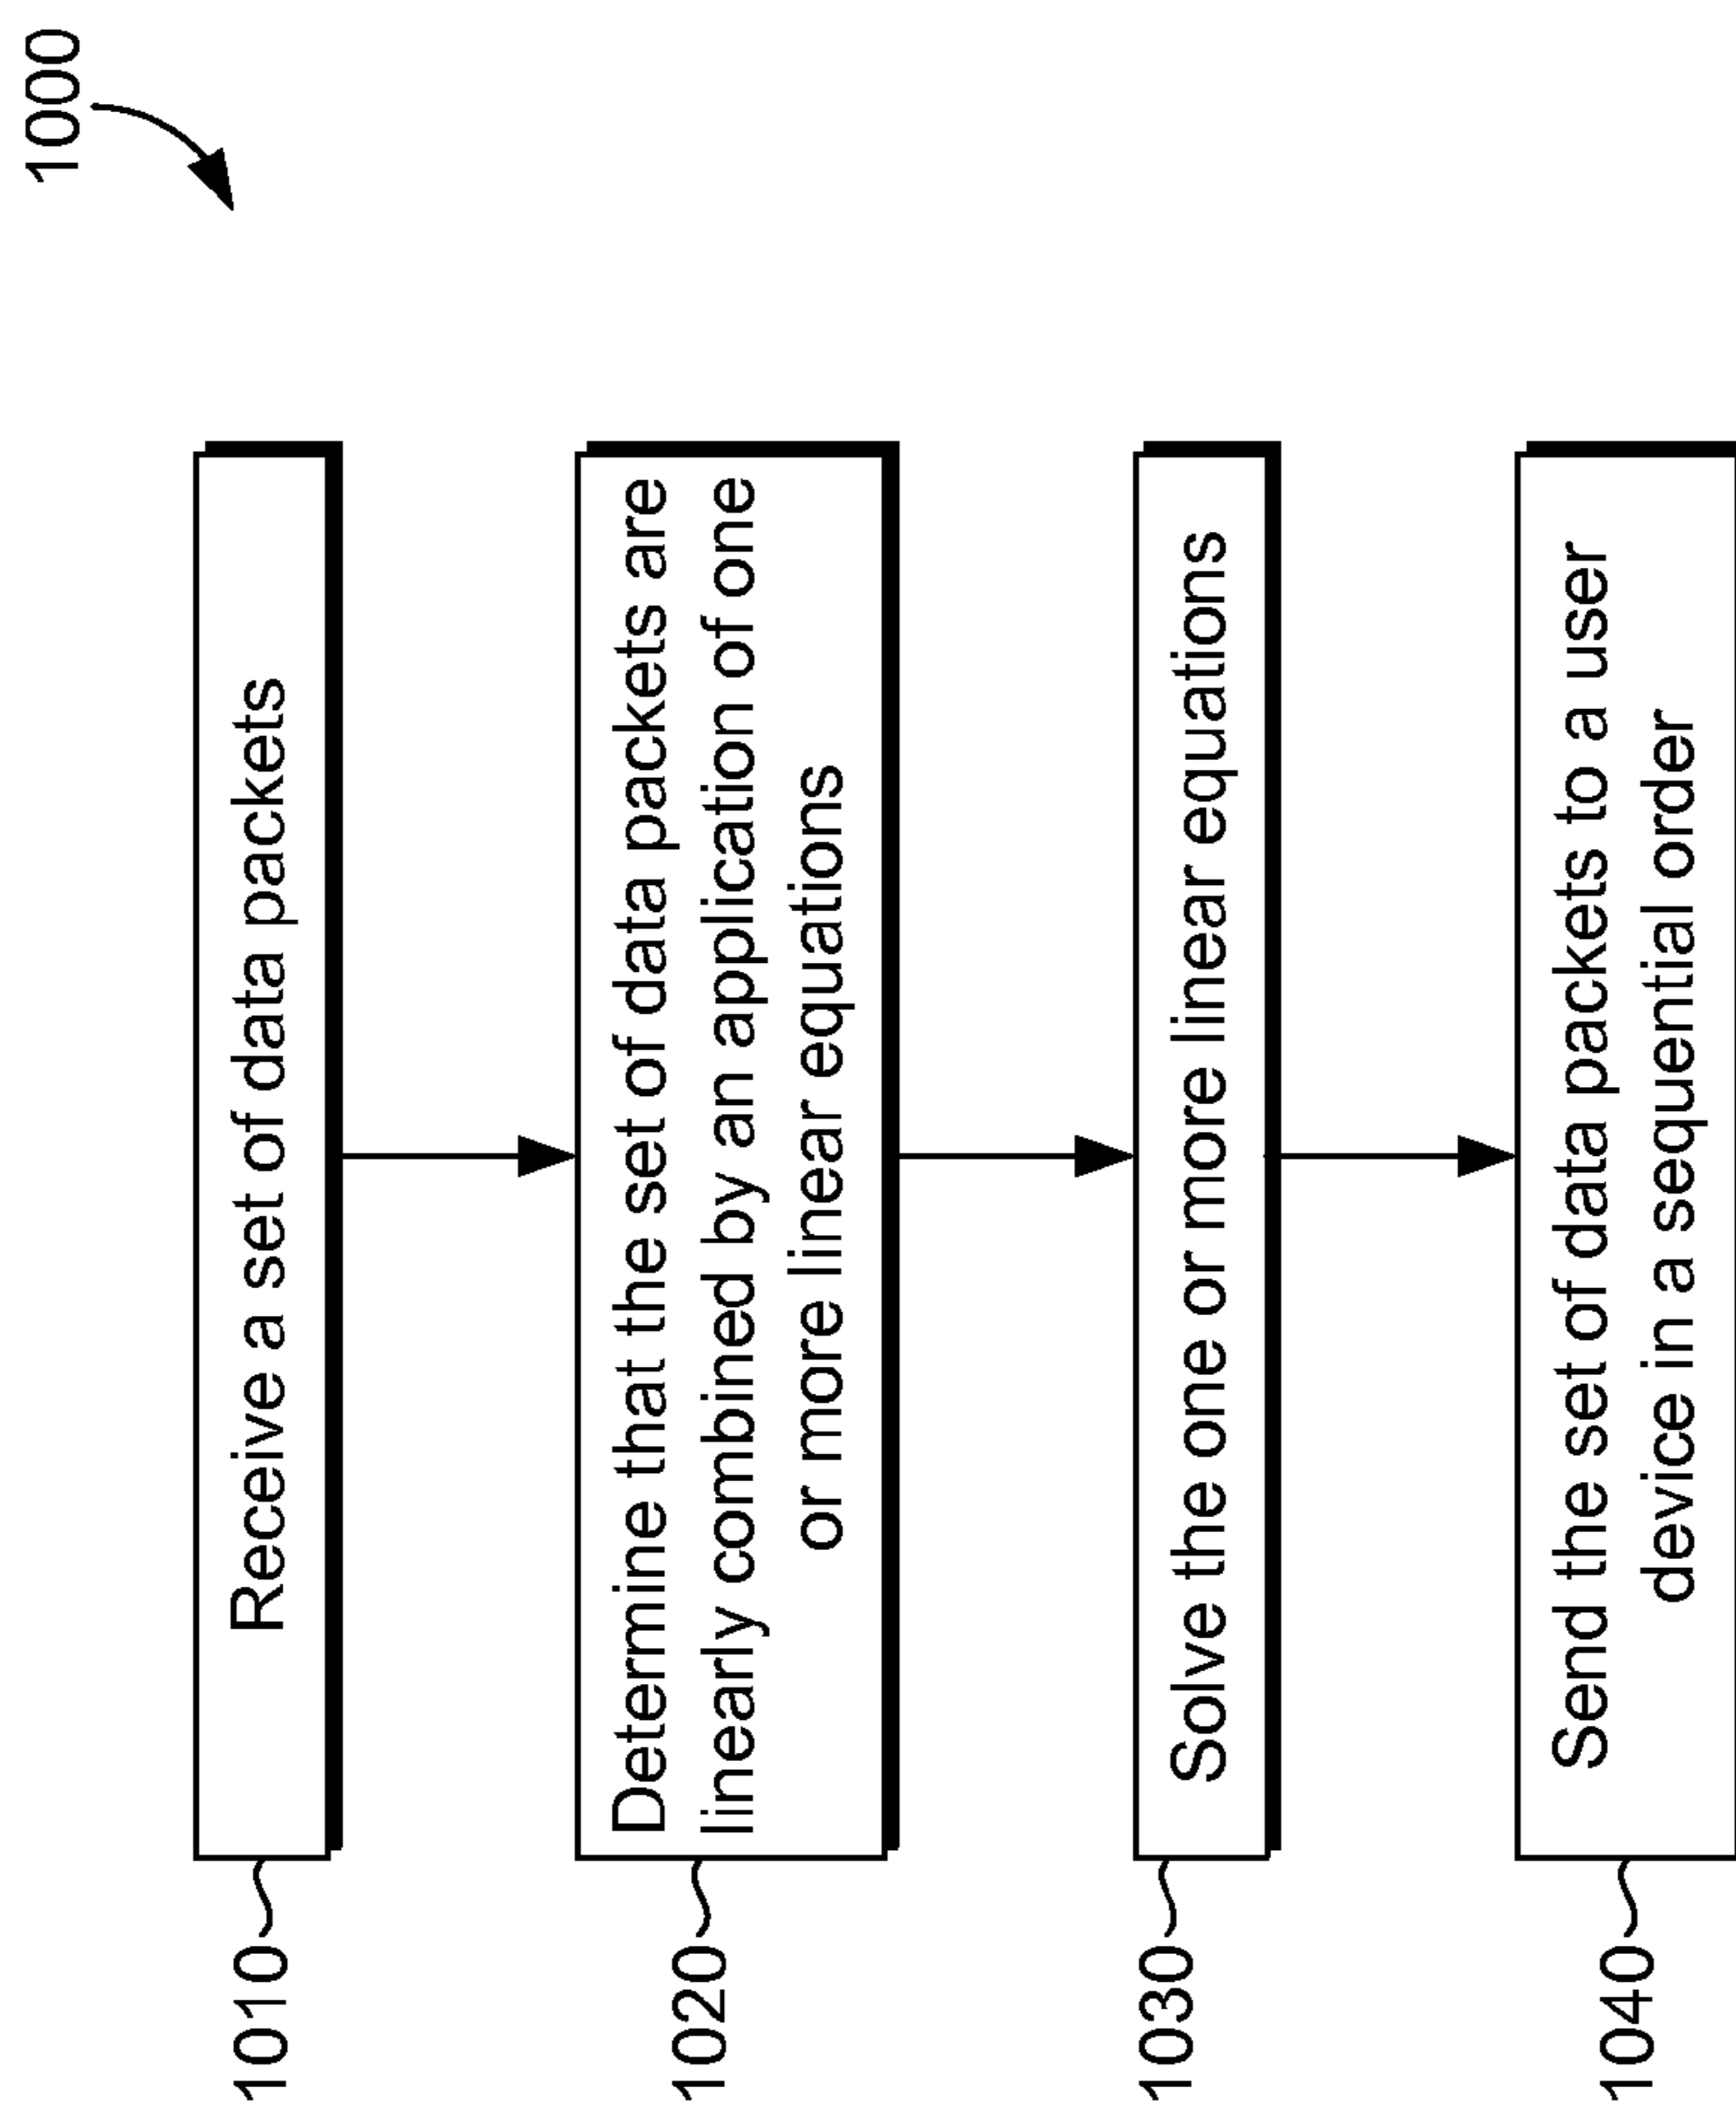 1000
1010
Receive a set of data packets
1020
Determine that the set of data packets are
linearly combined by an application of one
or more linear equations
1030
Solve the one or more linear equations
1040
Send the set of data packets to a user
device in a sequential order